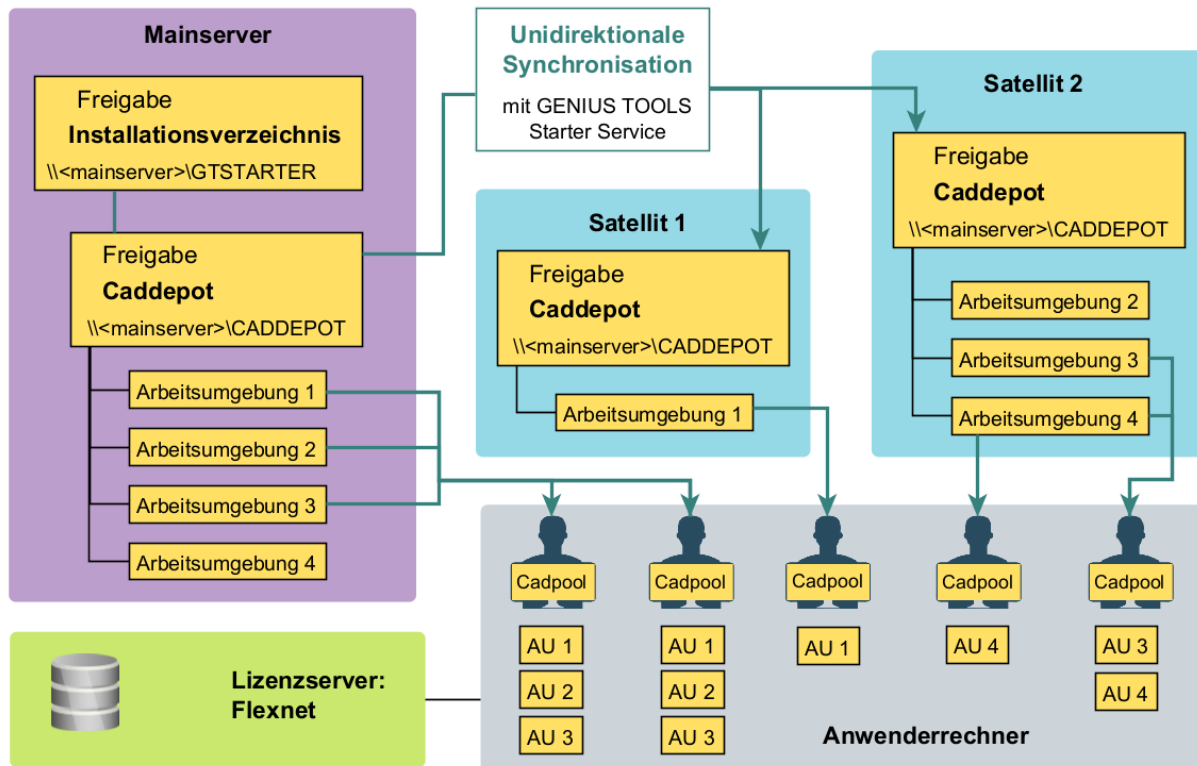 Mainserver
Freigabe
Installationsverzeichnis
\\<mainserver>\GTSTARTER
Freigabe
Caddepot
\\<mainserver>\CADDEPOT
Arbeitsumgebung 1
Arbeitsumgebung 2
Arbeitsumgebung 3
Arbeitsumgebung 4
Unidirektionale
Synchronisation
mit GENIUS TOOLS
Starter Service
Satellit 1
Freigabe
Caddepot
\\<mainserver>\CADDEPOT
Arbeitsumgebung 1
Satellit 2
Freigabe
Caddepot
\\<mainserver>\CADDEPOT
Arbeitsumgebung 2
Arbeitsumgebung 3
Arbeitsumgebung 4
Cadpool
AU 1
AU 2
AU 3
Cadpool
AU 1
AU 2
AU 3
Cadpool
AU 1
Cadpool
AU 4
Cadpool
AU 3
AU 4
Anwenderrechner
Lizenzserver:
Flexnet